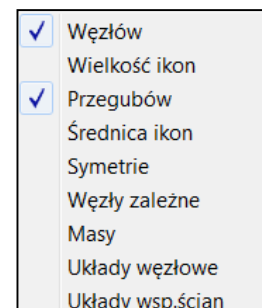 Węzłów
Wielkość ikon
Przegubów
Średnica ikon
Symetrie
Węzły zależne
Masy
Układy węzłowe
Układy wsp.ścian